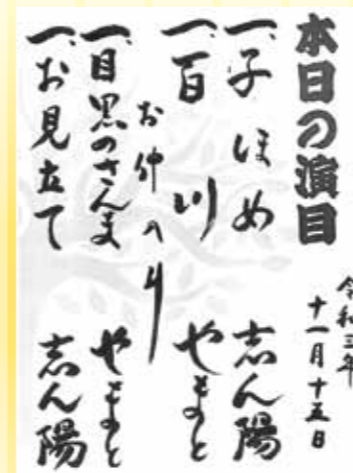 本日の演目
令和三年
十一月十五日
一、子ほめ 志ん陽
一、百川 やまと
お仲入り
一、目黒のさんま やまと
一、お見立て 志ん陽